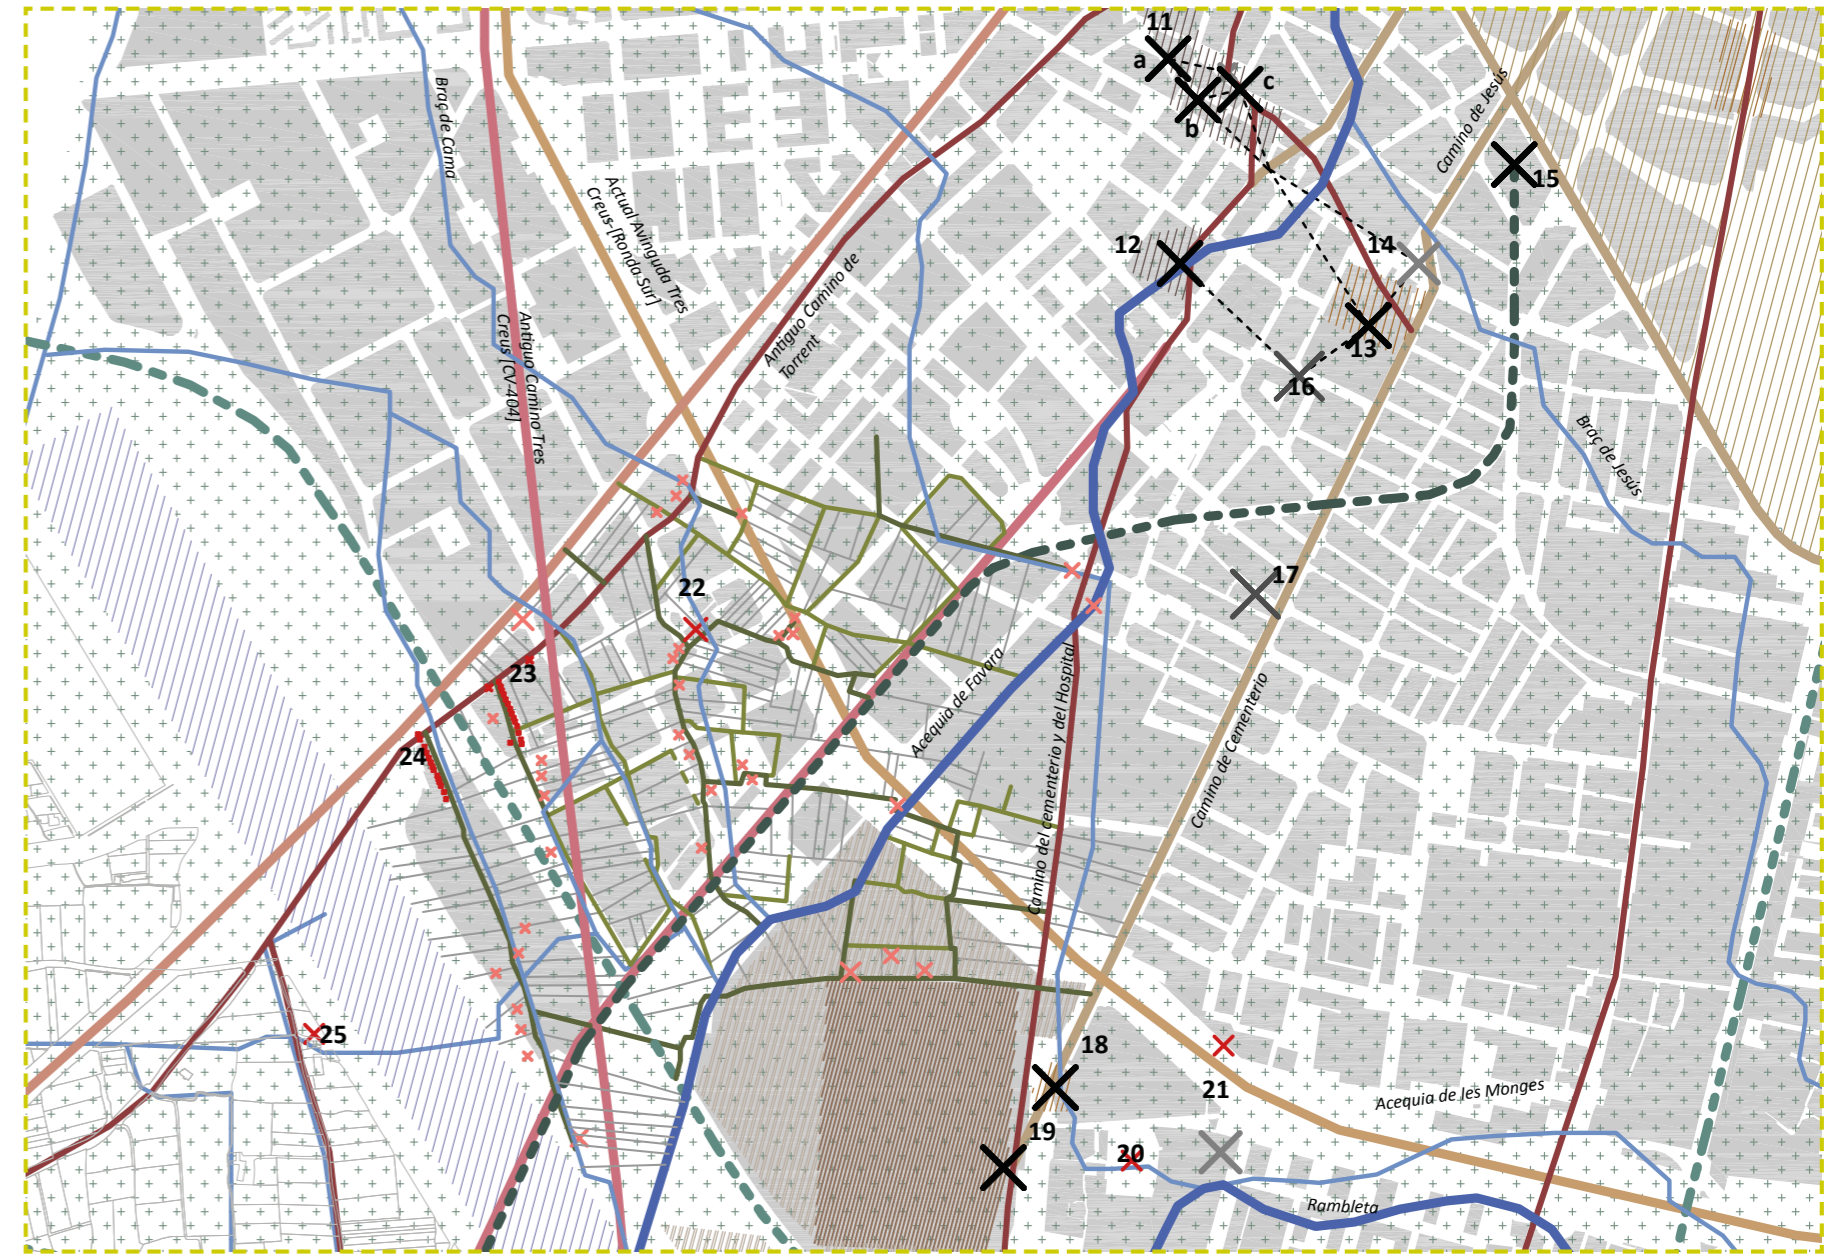 11
a
c
b
Braç de Cama
Camino de Jesús
15
Actual Avinguda Tres
Creus [Ronda Sur]
12
14
Antiguo Camino de
Torrent
Antiguo Camino Tres
Creus [CV-404]
13
16
Braç de Jesús
17
22
23
24
Acequia de Favara
Camino del cementerio y del Hospital
Camino de Cementerio
25
18
21
Acequia de les Monges
19
20
Rambleta